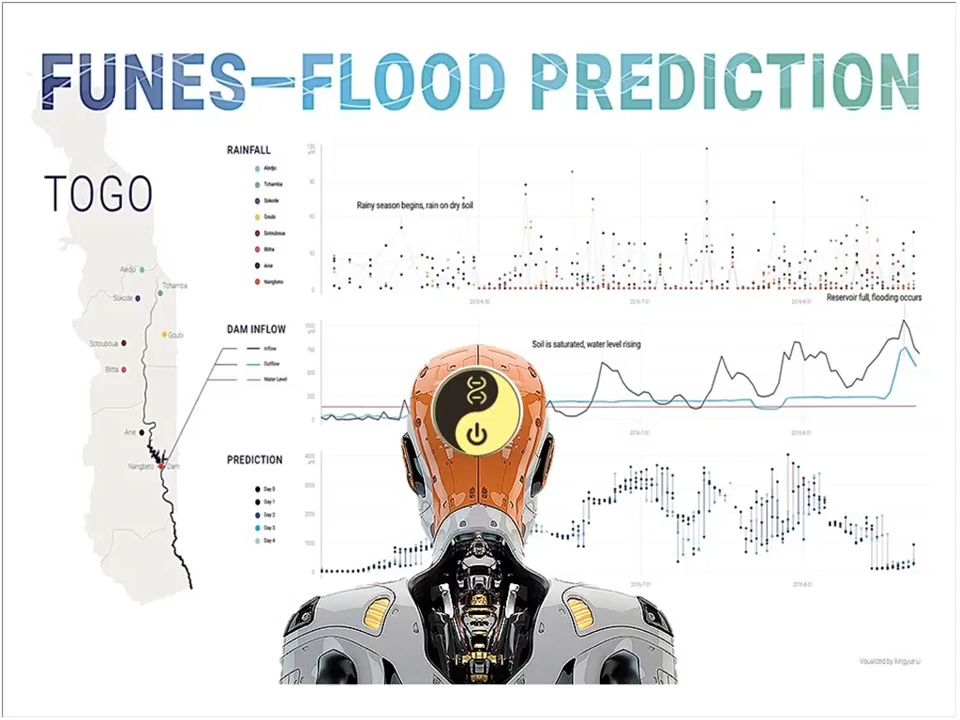 FUNES—FLOOD PREDICTION
TOGO
Aledjo
Tchamba
Sokode
Goubi
Sotouboua
Blitta
Anie
Nangbeto Dam
RAINFALL
Aledjo
Tchamba
Sokode
Goubi
Sotouboua
Blitta
Anie
Nangbeto
Rainy season begins, rain on dry soil
Reservoir full, flooding occurs
DAM INFLOW
Inflow
Outflow
Water Level
Soil is saturated, water level rising
PREDICTION
Day 0
Day 1
Day 2
Day 3
Day 4
Visualized by Xingyue Li